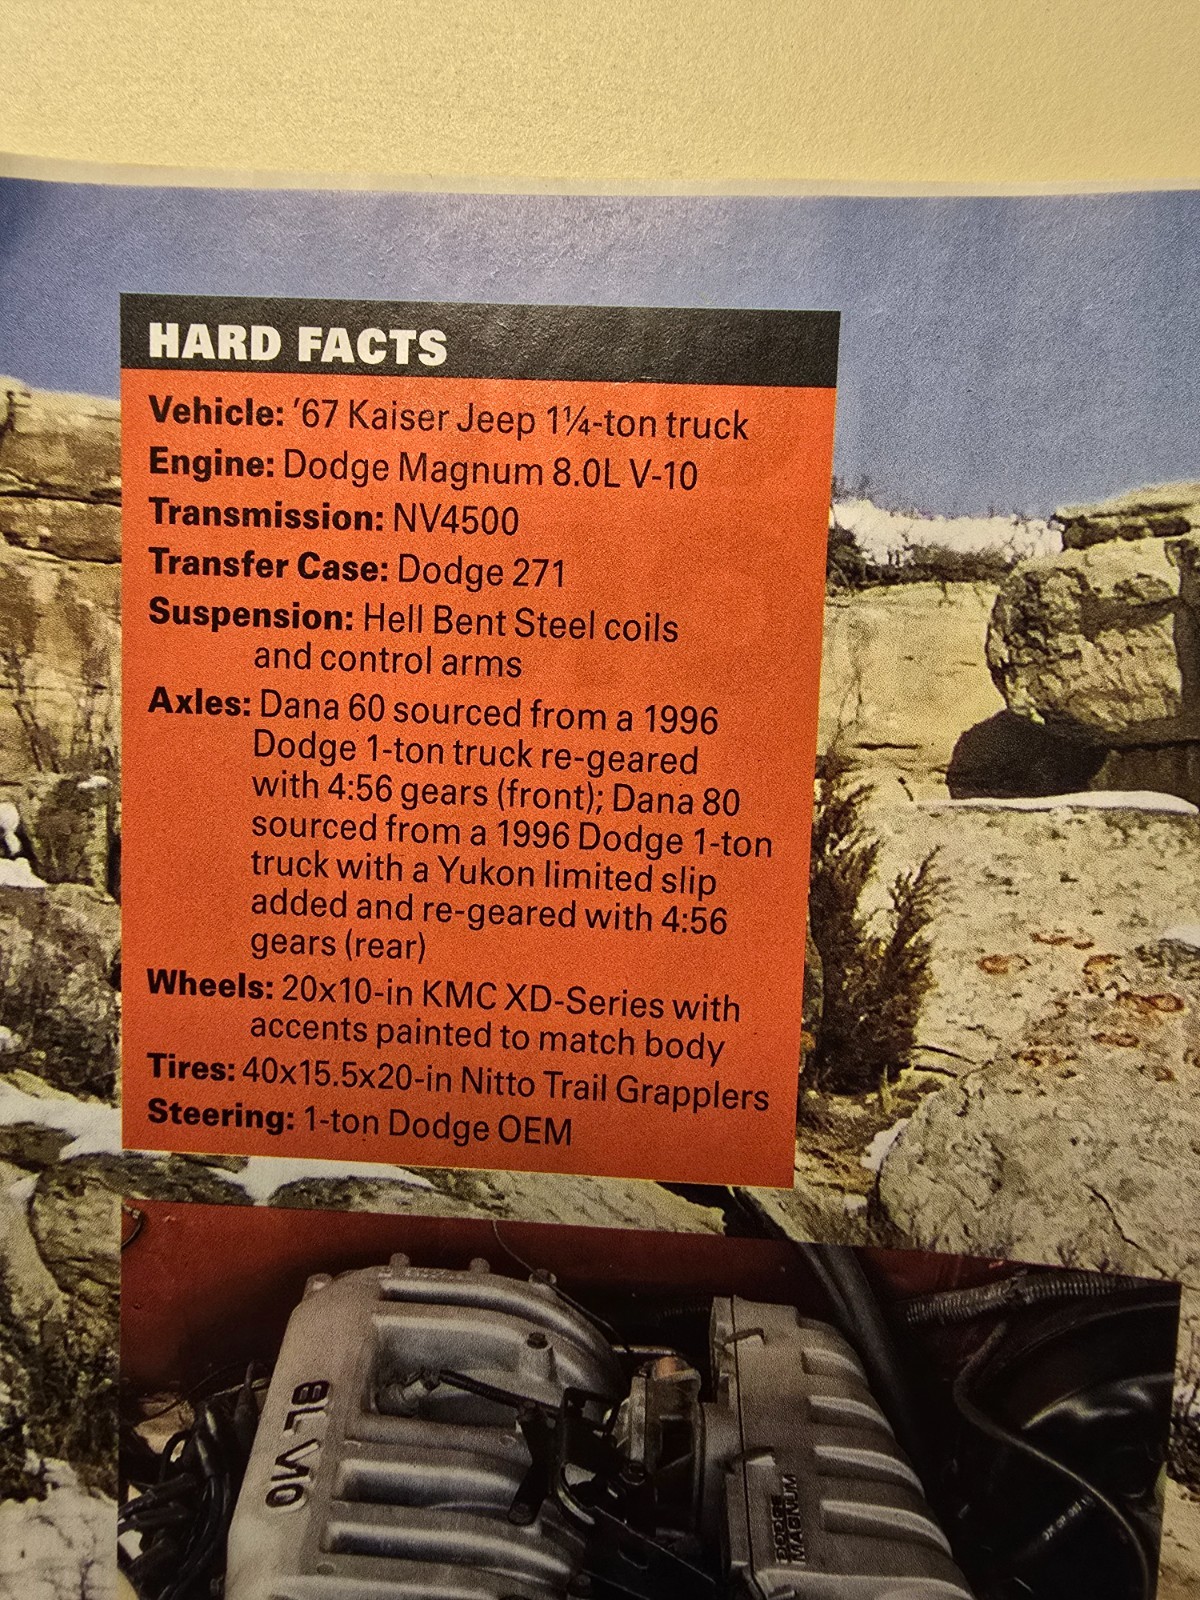 HARD FACTS
Vehicle: '67 Kaiser Jeep 1¼-ton truck
Engine: Dodge Magnum 8.0L V-10
Transmission: NV4500
Transfer Case: Dodge 271
Suspension: Hell Bent Steel coils
and control arms
Axles: Dana 60 sourced from a 1996
Dodge 1-ton truck re-geared
with 4:56 gears (front); Dana 80
sourced from a 1996 Dodge 1-ton
truck with a Yukon limited slip
added and re-geared with 4:56
gears (rear)
Wheels: 20x10-in KMC XD-Series with
accents painted to match body
Tires: 40x15.5x20-in Nitto Trail Grapplers
Steering: 1-ton Dodge OEM
8L V10
DODGE
MAGNUM